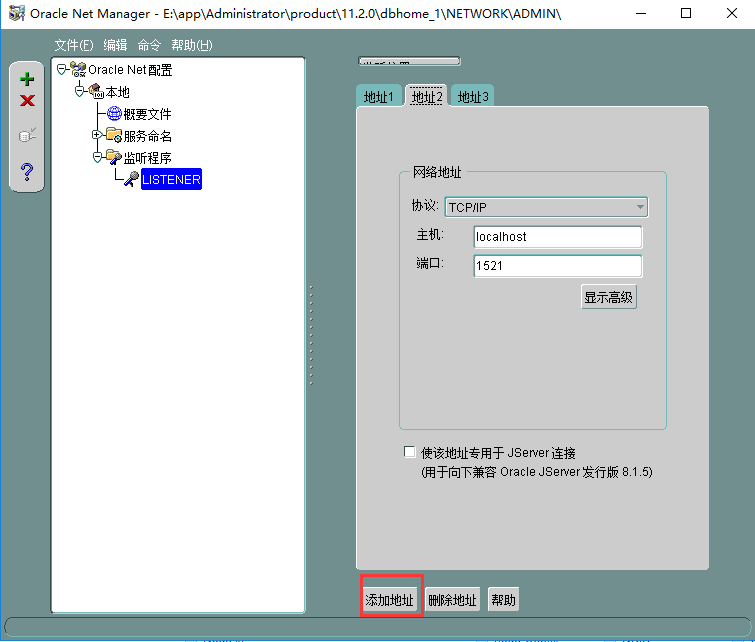 Oracle Net Manager - E:\app\Administrator\product\11.2.0\dbhome_1\NETWORK\ADMIN\
文件(F) 编辑 命令 帮助(H)
Oracle Net 配置
本地
概要文件
服务命名
监听程序
LISTENER
地址1 地址2 地址3
网络地址
协议: TCP/IP
主机: localhost
端口: 1521
显示高级
使该地址专用于 JServer 连接
(用于向下兼容 Oracle JServer 发行版 8.1.5)
添加地址 删除地址 帮助